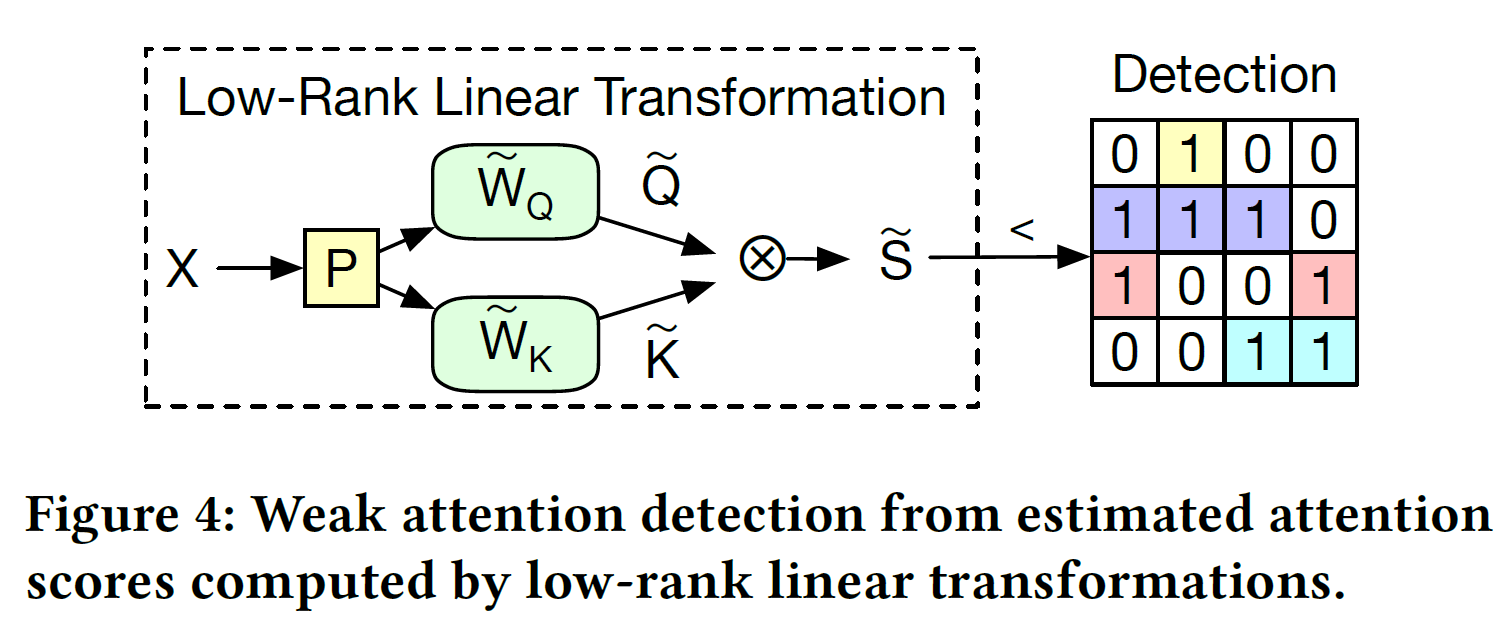 Low-Rank Linear Transformation
Detection
X
P
W̃Q
Q̃
W̃K
K̃
⊗
S̃
<
0 1 0 0
1 1 1 0
1 0 0 1
0 0 1 1
Figure 4: Weak attention detection from estimated attention
scores computed by low-rank linear transformations.